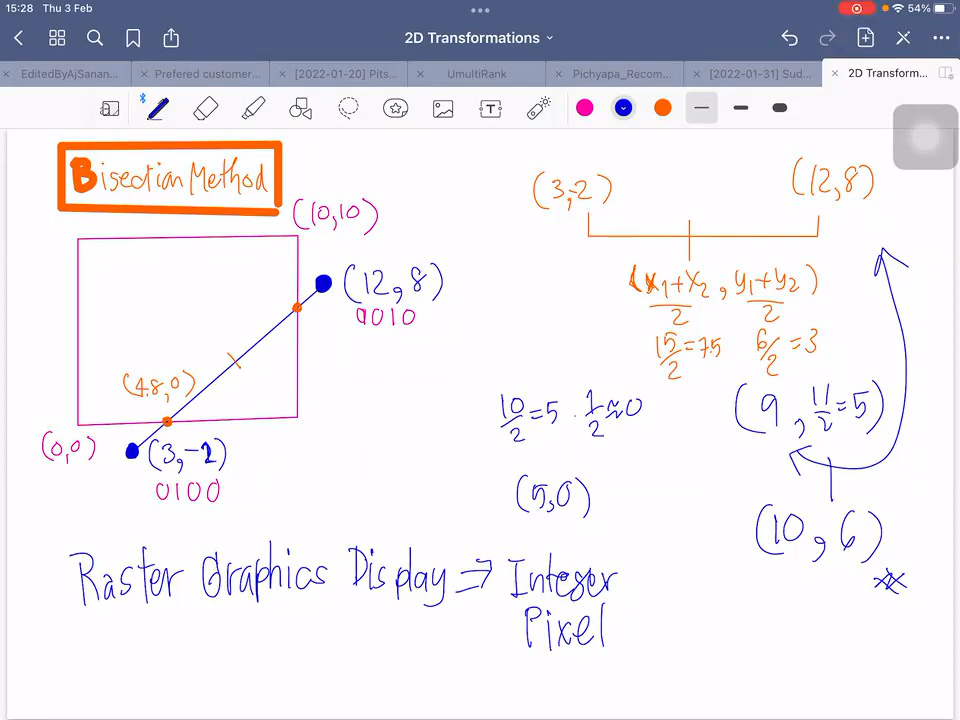 15:28 Thu 3 Feb
54%
2D Transformations
EditedByAjSanan...
Prefered customer...
[2022-01-20] Pits...
UmultiRank
Pichyapa_Recom...
[2022-01-31] Sud...
2D Transform...
Bisection Method
(10,10)
(12,8)
0010
(4.8,0)
(0,0)
(3,-2)
0100
(3,-2)
(12,8)
(x1+x2/2, y1+y2/2)
15/2=7.5 6/2=3
10/2=5 . 1/2≈0
(9, 11/2=5)
(5,0)
(10,6)
Raster Graphics Display => Integer
Pixel